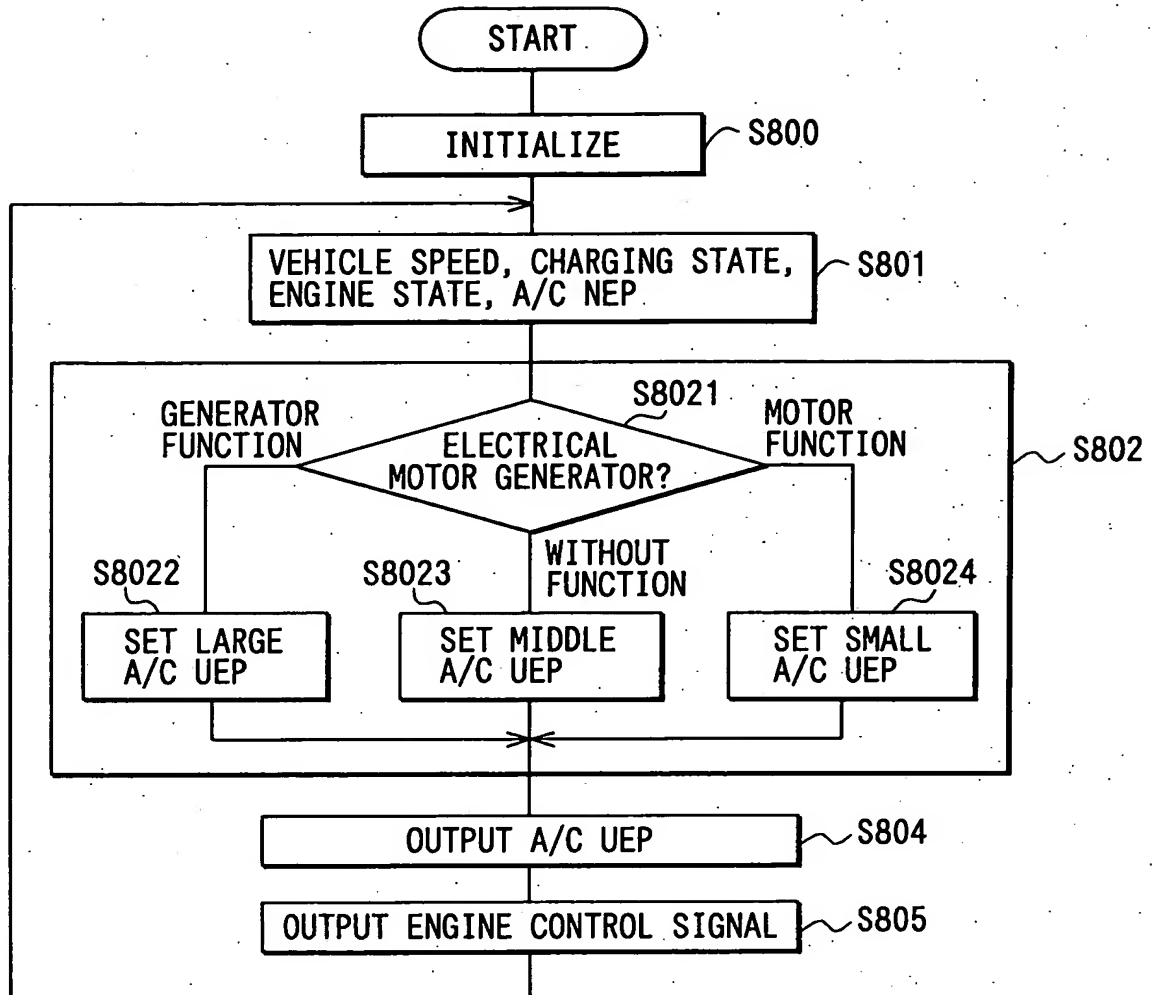 START
INITIALIZE
S800
VEHICLE SPEED, CHARGING STATE,
ENGINE STATE, A/C NEP
S801
GENERATOR
FUNCTION
S8021
MOTOR
FUNCTION
ELECTRICAL
MOTOR GENERATOR?
S802
WITHOUT
FUNCTION
S8022
S8023
S8024
SET LARGE
A/C UEP
SET MIDDLE
A/C UEP
SET SMALL
A/C UEP
OUTPUT A/C UEP
S804
OUTPUT ENGINE CONTROL SIGNAL
S805